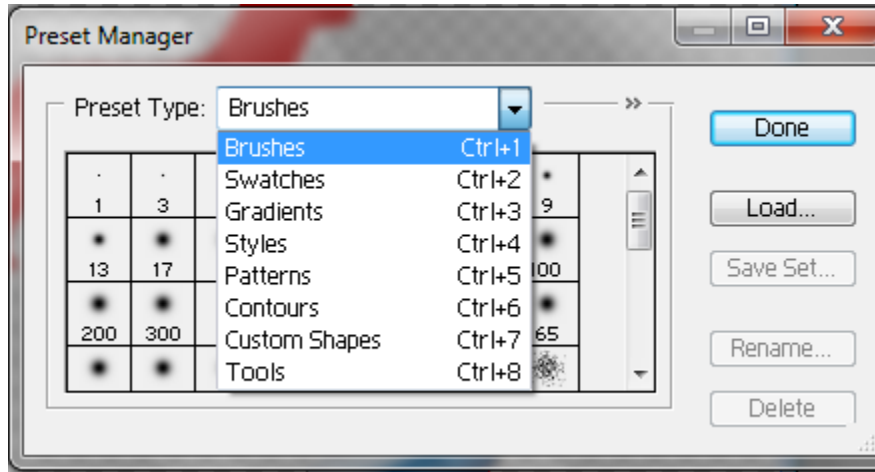 Preset Manager
Preset Type: Brushes
Done
Brushes Ctrl+1
Swatches Ctrl+2
Gradients Ctrl+3
Styles Ctrl+4
Patterns Ctrl+5
Contours Ctrl+6
Custom Shapes Ctrl+7
Tools Ctrl+8
1 3 9
13 17 100
200 300 65
Load...
Save Set...
Rename...
Delete